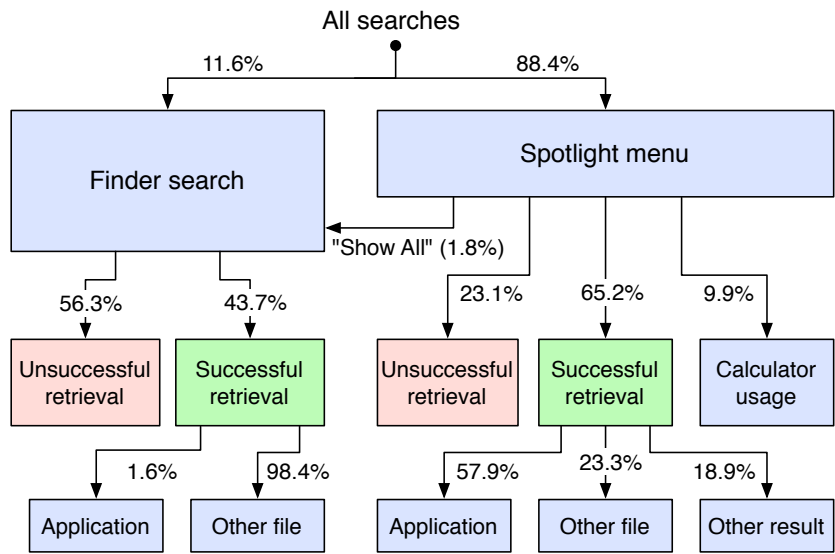 All searches
11.6%
88.4%
Finder search
Spotlight menu
"Show All" (1.8%)
56.3%
43.7%
23.1%
65.2%
9.9%
Unsuccessful
retrieval
Successful
retrieval
Unsuccessful
retrieval
Successful
retrieval
Calculator
usage
1.6%
98.4%
57.9%
23.3%
18.9%
Application
Other file
Application
Other file
Other result